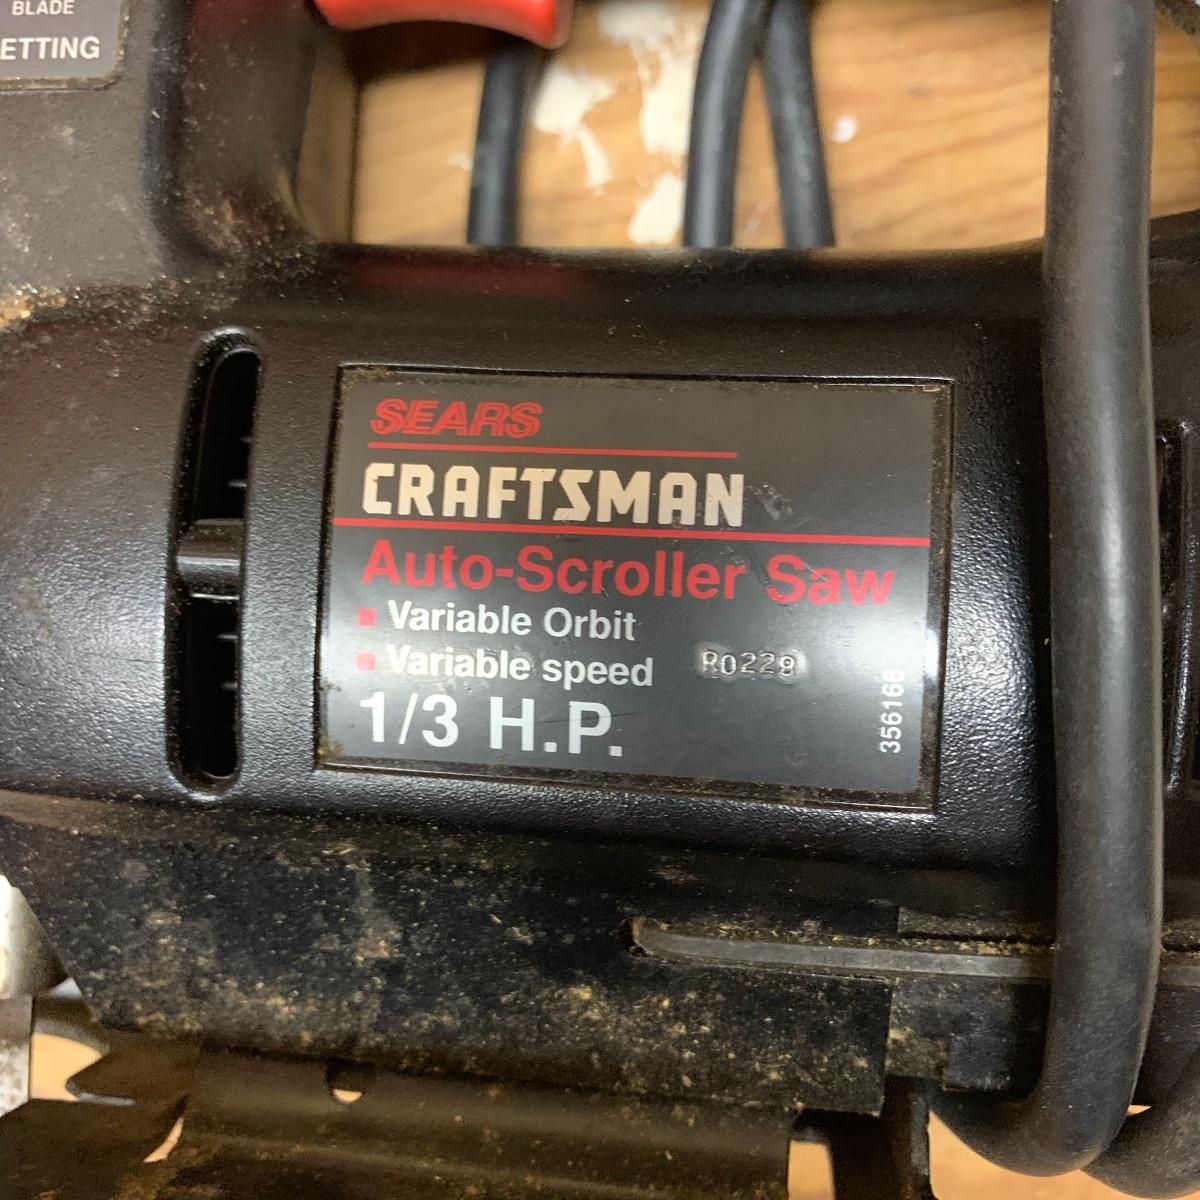 BLADE
ETTING
SEARS
CRAFTSMAN
Auto-Scroller Saw
Variable Orbit
Variable speed
R0228
1/3 H.P.
356166